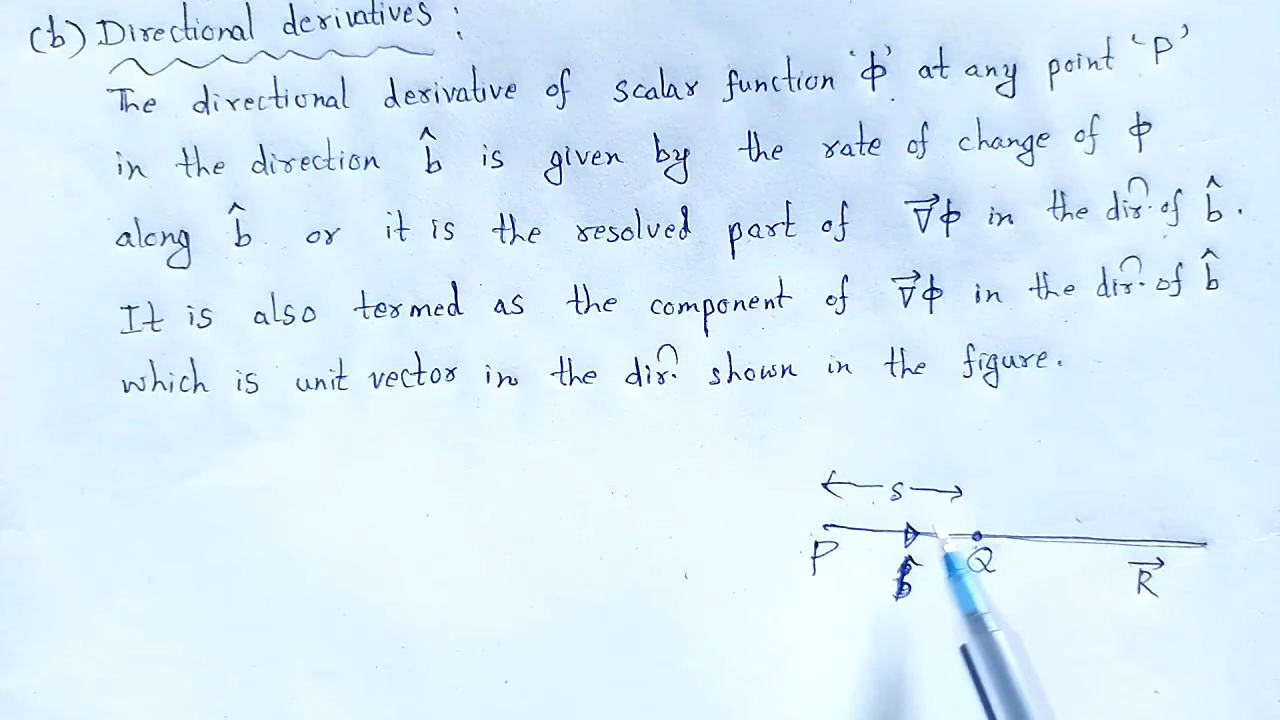 (b) Directional derivatives :
The directional derivative of scalar function 'ϕ' at any point 'P'
in the direction b̂ is given by the rate of change of ϕ
along b̂ or it is the resolved part of ∇⃗ϕ in the dirⁿ. of b̂.
It is also termed as the component of ∇⃗ϕ in the dirⁿ. of b̂
which is unit vector in the dirⁿ. shown in the figure.
← s →
P b̂ Q R⃗